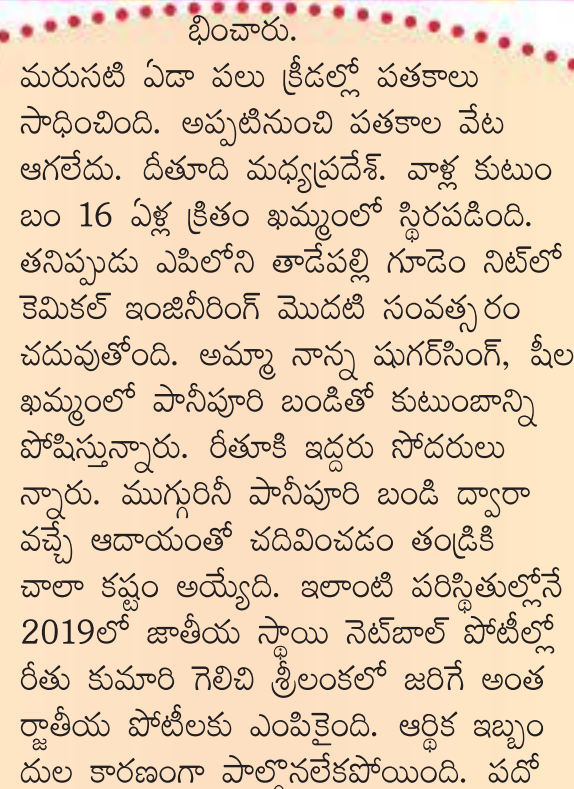 భించారు.
మరుసటి ఏడా పలు క్రీడల్లో పతకాలు
సాధించింది. అప్పటినుంచి పతకాల వేట
ఆగలేదు. దీతూది మధ్యప్రదేశ్. వాళ్ల కుటుం
బం 16 ఏళ్ల క్రితం ఖమ్మంలో స్థిరపడింది.
తనిప్పుడు ఎపిలోని తాడేపల్లి గూడెం నిట్‌లో
కెమికల్ ఇంజినీరింగ్ మొదటి సంవత్సరం
చదువుతోంది. అమ్మా నాన్న షుగర్‌సింగ్, షీల
ఖమ్మంలో పానీపూరి బండితో కుటుంబాన్ని
పోషిస్తున్నారు. రీతూకి ఇద్దరు సోదరులు
న్నారు. ముగ్గురినీ పానీపూరి బండి ద్వారా
వచ్చే ఆదాయంతో చదివించడం తండ్రికి
చాలా కష్టం అయ్యేది. ఇలాంటి పరిస్థితుల్లోనే
2019లో జాతీయ స్థాయి నెట్‌బాల్ పోటీల్లో
రీతు కుమారి గెలిచి శ్రీలంకలో జరిగే అంత
ర్జాతీయ పోటీలకు ఎంపికైంది. ఆర్థిక ఇబ్బం
దుల కారణంగా పాల్గొనలేకపోయింది. పదో